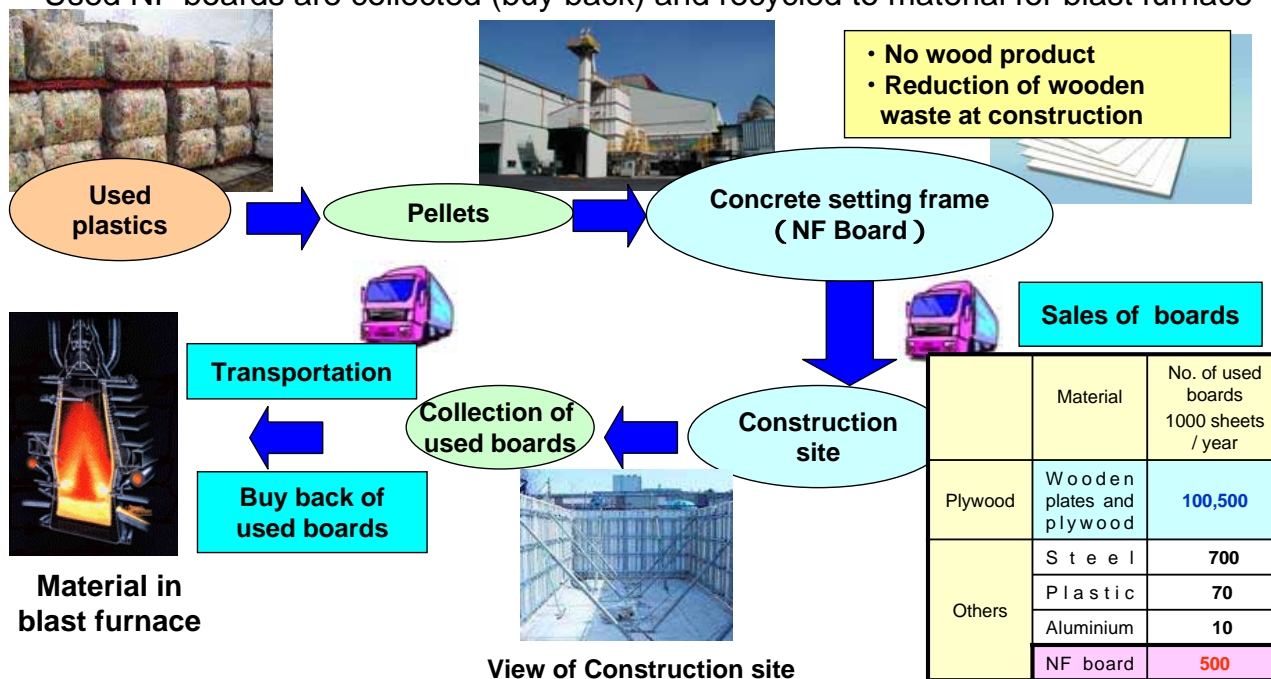 Used NF boards are collected (buy back) and recycled to material for blast furnace
・No wood product
・Reduction of wooden
waste at construction
Used
plastics
Pellets
Concrete setting frame
（NF Board）
Sales of boards
Transportation
Collection of
used boards
Construction
site
Buy back of
used boards
Material in
blast furnace
View of Construction site
Material
No. of used
boards
1000 sheets
/ year
Plywood
Wooden
plates and
plywood
100,500
Others
Steel
700
Plastic
70
Aluminium
10
NF board
500